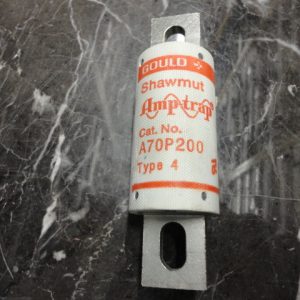 GOULD
Shawmut
Amp-trap
Cat. No.
A70P200
Type 4